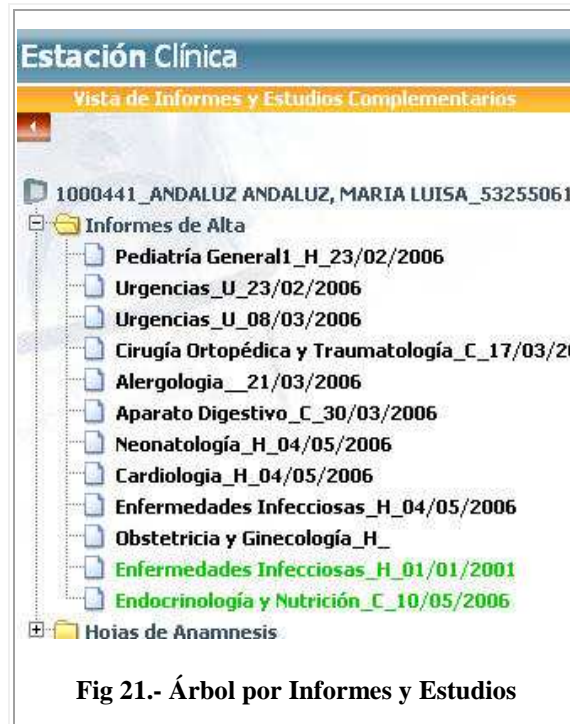 Estación Clínica
Vista de Informes y Estudios Complementarios
1000441_ANDALUZ ANDALUZ, MARIA LUISA_53255061
Informes de Alta
Pediatría General1_H_23/02/2006
Urgencias_U_23/02/2006
Urgencias_U_08/03/2006
Cirugía Ortopédica y Traumatología_C_17/03/20
Alergologia__21/03/2006
Aparato Digestivo_C_30/03/2006
Neonatología_H_04/05/2006
Cardiologia_H_04/05/2006
Enfermedades Infecciosas_H_04/05/2006
Obstetricia y Ginecología_H_
Enfermedades Infecciosas_H_01/01/2001
Endocrinología y Nutrición_C_10/05/2006
Hojas de Anamnesis
Fig 21.- Árbol por Informes y Estudios